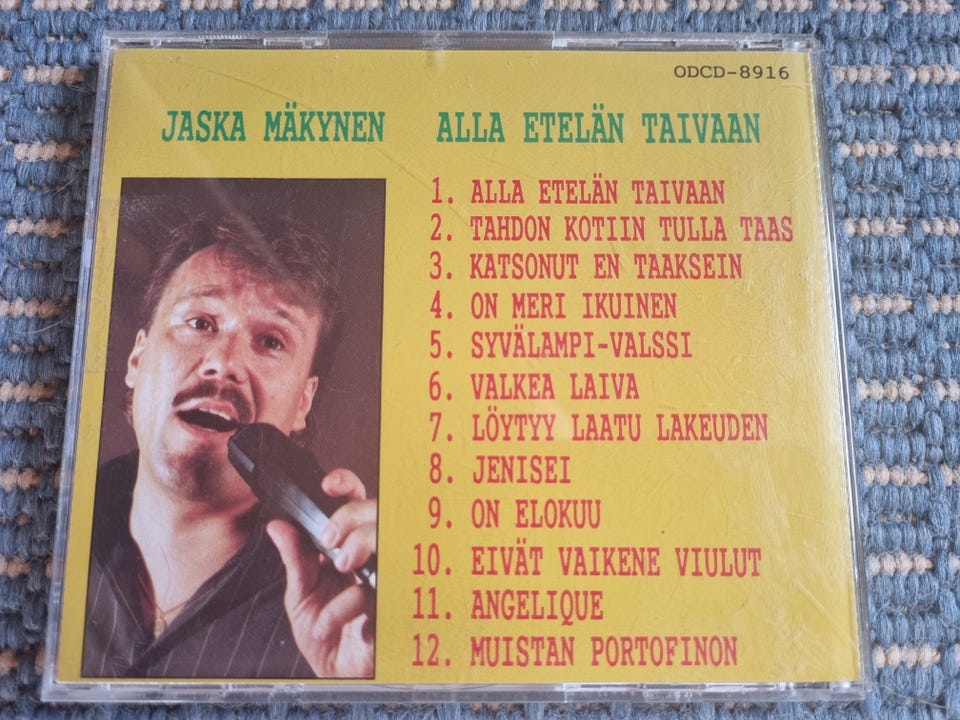 ODCD-8916
JASKA MÄKYNEN ALLA ETELÄN TAIVAAN
1. ALLA ETELÄN TAIVAAN
2. TAHDON KOTIIN TULLA TAAS
3. KATSONUT EN TAAKSEIN
4. ON MERI IKUINEN
5. SYVÄLAMPI-VALSSI
6. VALKEA LAIVA
7. LÖYTYY LAATU LAKEUDEN
8. JENISEI
9. ON ELOKUU
10. EIVÄT VAIKENE VIULUT
11. ANGELIQUE
12. MUISTAN PORTOFINON